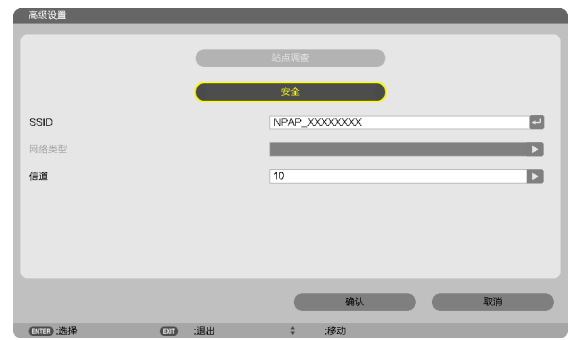 高级设置
站点调查
安全
SSID NPAP_XXXXXXXX
网络类型
信道 10
确认 取消
ENTER :选择 EXIT :退出 :移动